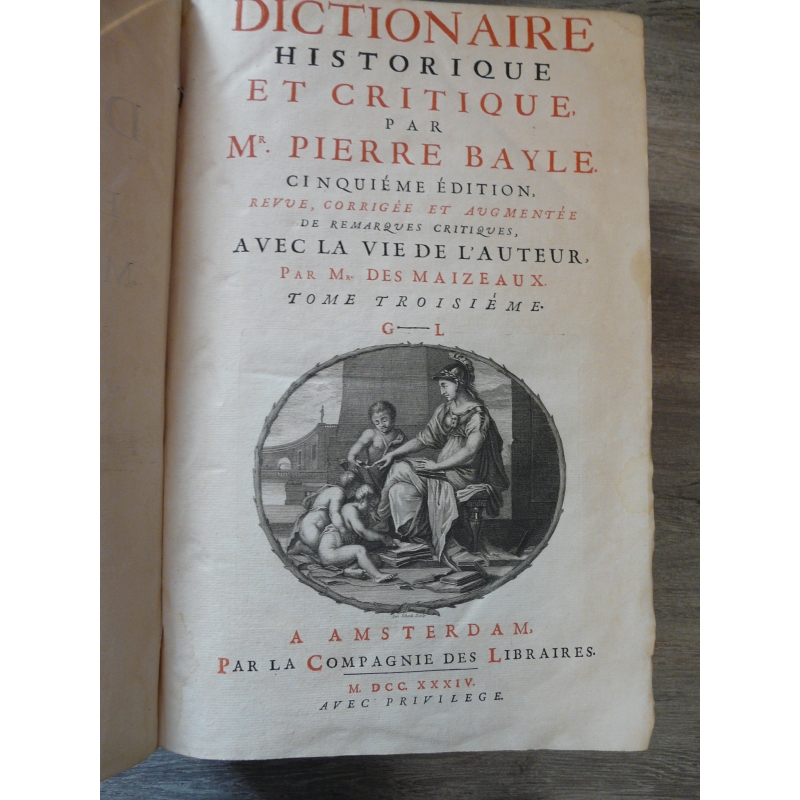 DICTIONAIRE
HISTORIQUE
ET CRITIQUE,
PAR
MR. PIERRE BAYLE.
CINQUIÉME ÉDITION,
REVUE, CORRIGÉE ET AUGMENTÉE
DE REMARQUES CRITIQUES,
AVEC LA VIE DE L'AUTEUR,
PAR MR. DES MAIZEAUX.
TOME TROISIÉME.
G—L
A AMSTERDAM,
PAR LA COMPAGNIE DES LIBRAIRES.
M. DCC. XXXIV.
AVEC PRIVILEGE.